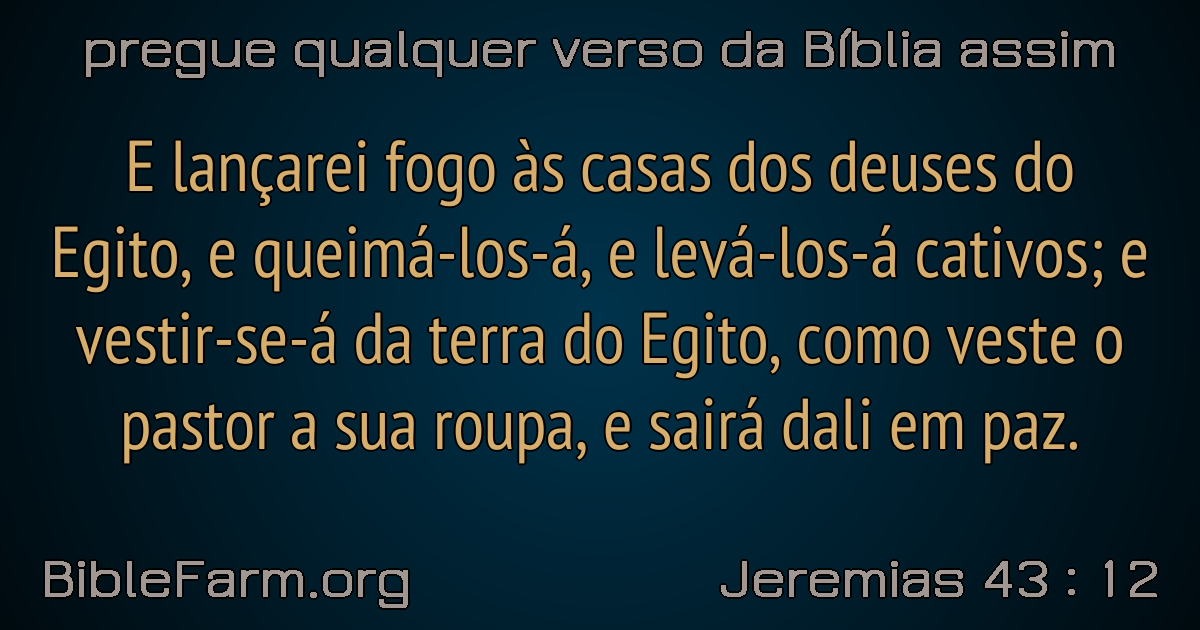 pregue qualquer verso da Bíblia assim
E lançarei fogo às casas dos deuses do
Egito, e queimá-los-á, e levá-los-á cativos; e
vestir-se-á da terra do Egito, como veste o
pastor a sua roupa, e sairá dali em paz.
BibleFarm.org
Jeremias 43 : 12